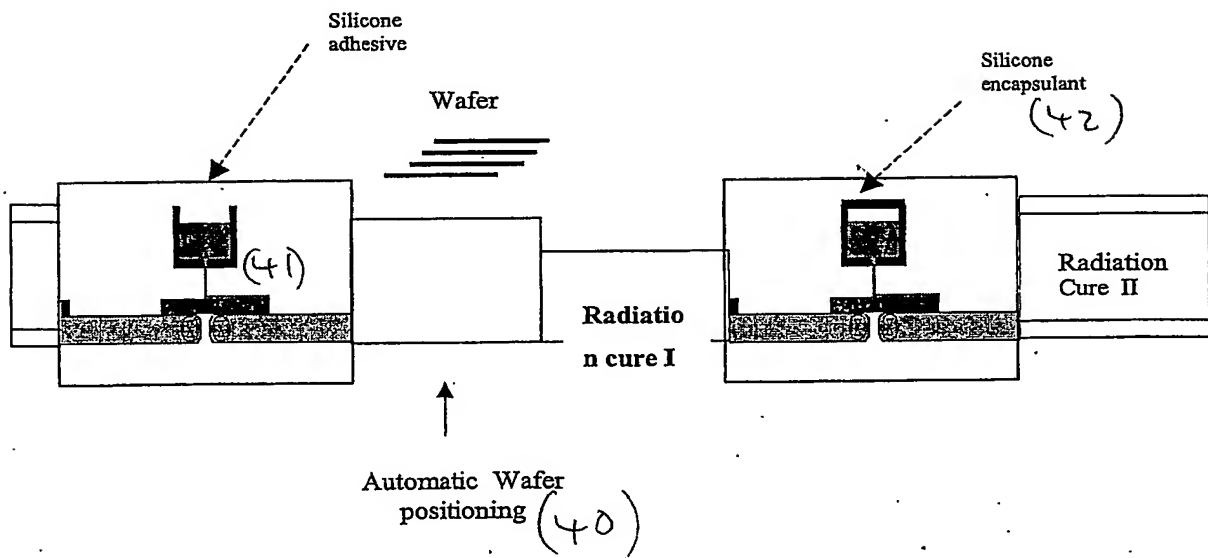 Silicone
adhesive
Wafer
Silicone
encapsulant
(42)
(41)
Radiation
Cure II
Radiatio
n cure I
Automatic Wafer
positioning (40)